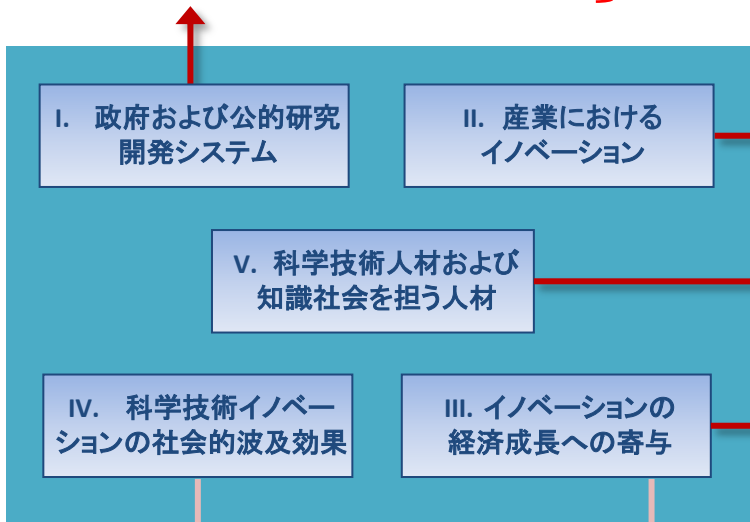 I. 政府および公的研究
開発システム
II. 産業における
イノベーション
V. 科学技術人材および
知識社会を担う人材
IV. 科学技術イノベー
ションの社会的波及効果
III. イノベーションの
経済成長への寄与